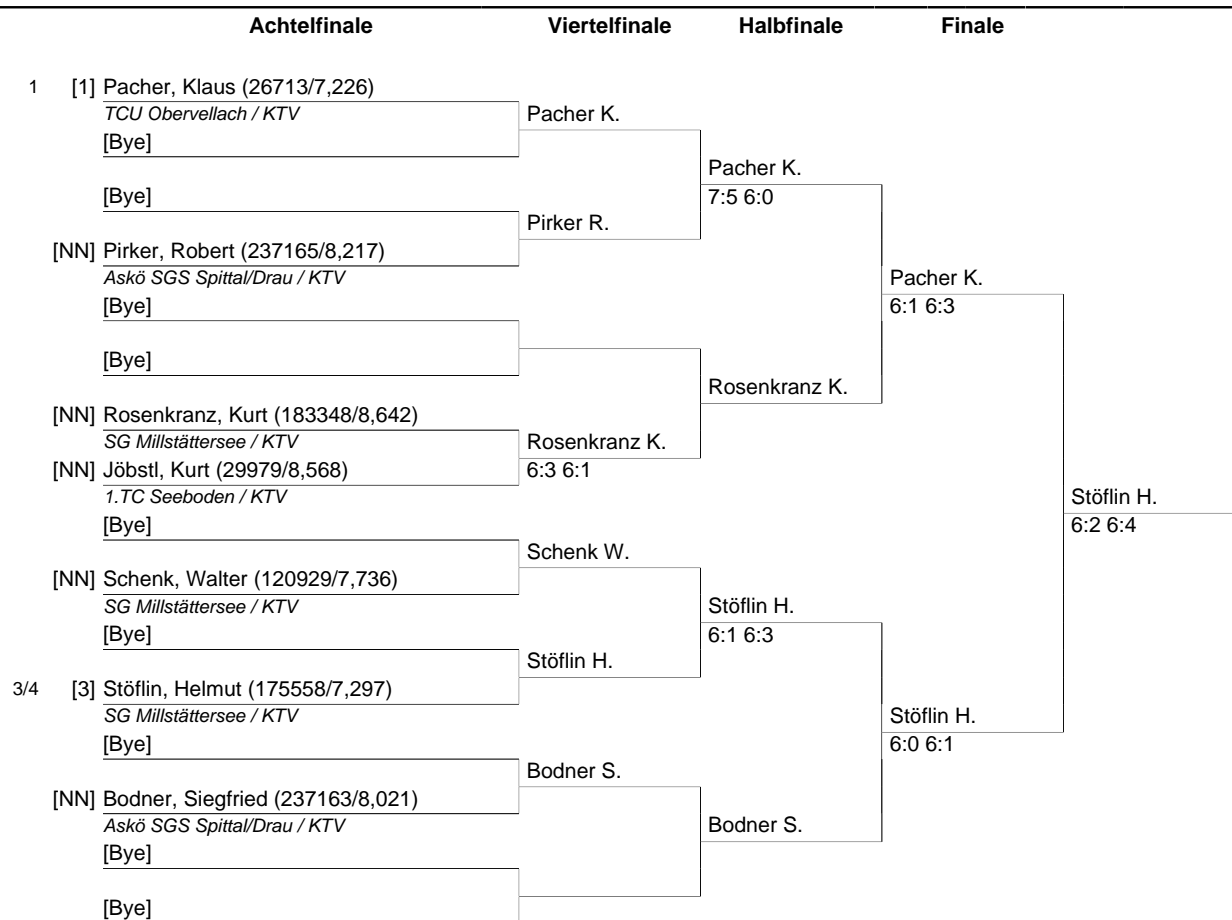 Achtelfinale Viertelfinale Halbfinale Finale
1 [1] Pacher, Klaus (26713/7,226)
TCU Obervellach / KTV
Pacher K.
[Bye]
Pacher K.
[Bye]
7:5 6:0
Pirker R.
[NN] Pirker, Robert (237165/8,217)
Askö SGS Spittal/Drau / KTV
Pacher K.
[Bye]
6:1 6:3
[Bye]
Rosenkranz K.
[NN] Rosenkranz, Kurt (183348/8,642)
SG Millstättersee / KTV
Rosenkranz K.
[NN] Jöbstl, Kurt (29979/8,568)
6:3 6:1
1.TC Seeboden / KTV
Stöflin H.
[Bye]
6:2 6:4
Schenk W.
[NN] Schenk, Walter (120929/7,736)
SG Millstättersee / KTV
Stöflin H.
[Bye]
6:1 6:3
Stöflin H.
3/4 [3] Stöflin, Helmut (175558/7,297)
SG Millstättersee / KTV
Stöflin H.
[Bye]
6:0 6:1
Bodner S.
[NN] Bodner, Siegfried (237163/8,021)
Askö SGS Spittal/Drau / KTV
Bodner S.
[Bye]
[Bye]